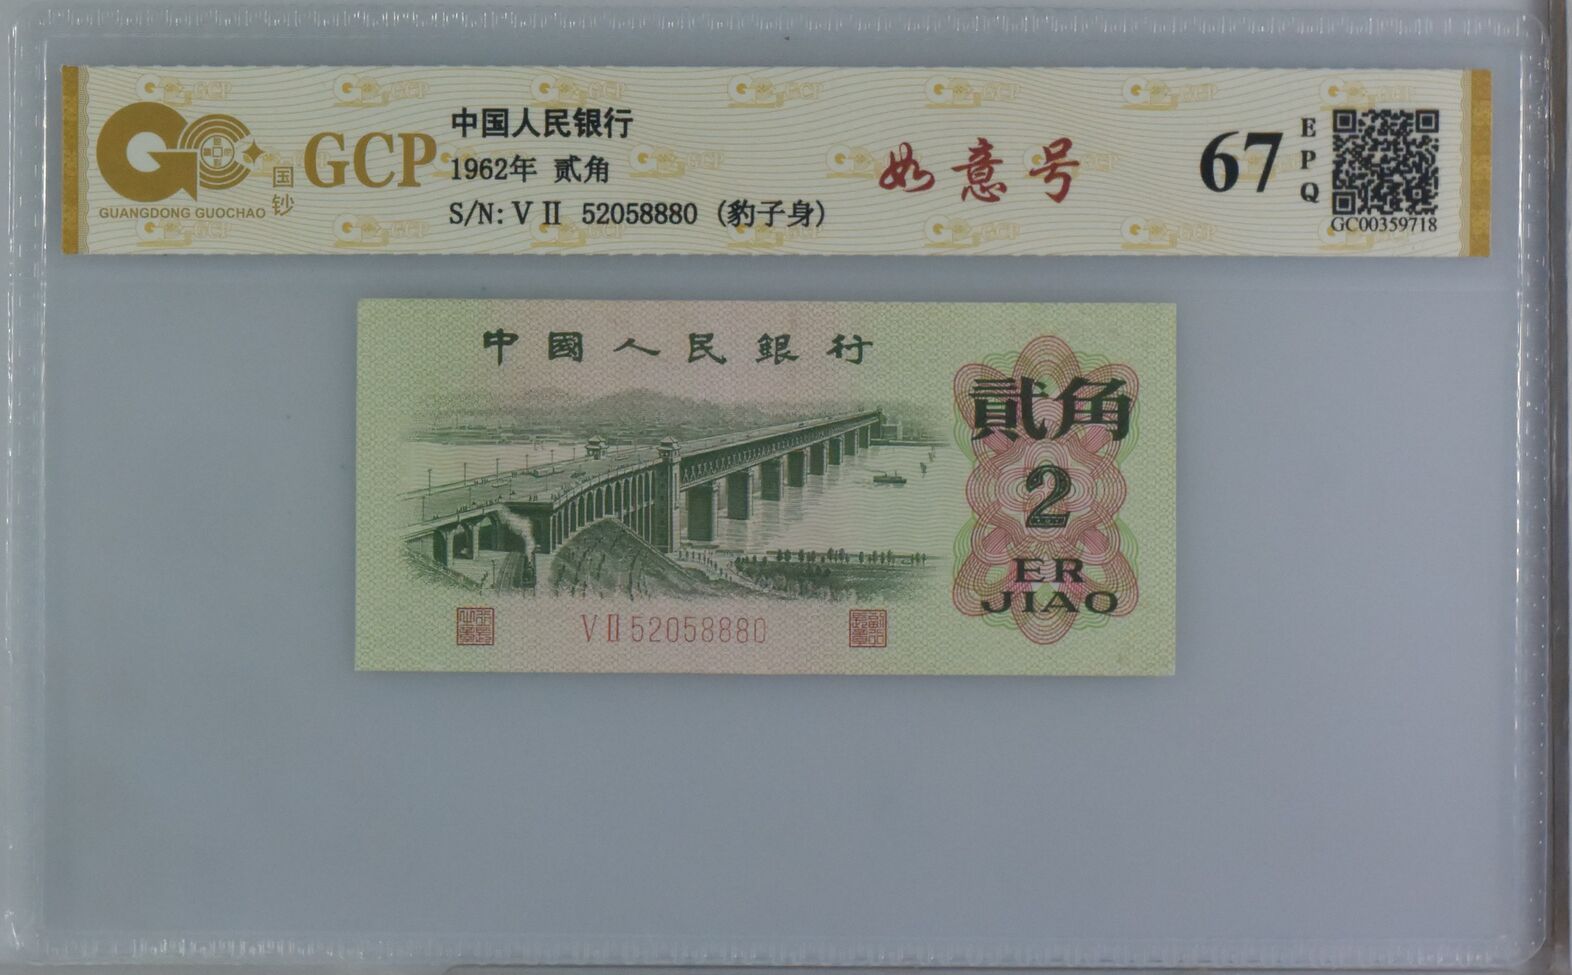 GCP
国钞
GUANGDONG GUOCHAO
中国人民银行
1962年 贰角
S/N: V II 52058880 (豹子身)
如意号
67
EPQ
GC00359718
中國人民銀行
貳角
2
ER
JIAO
V II 52058880